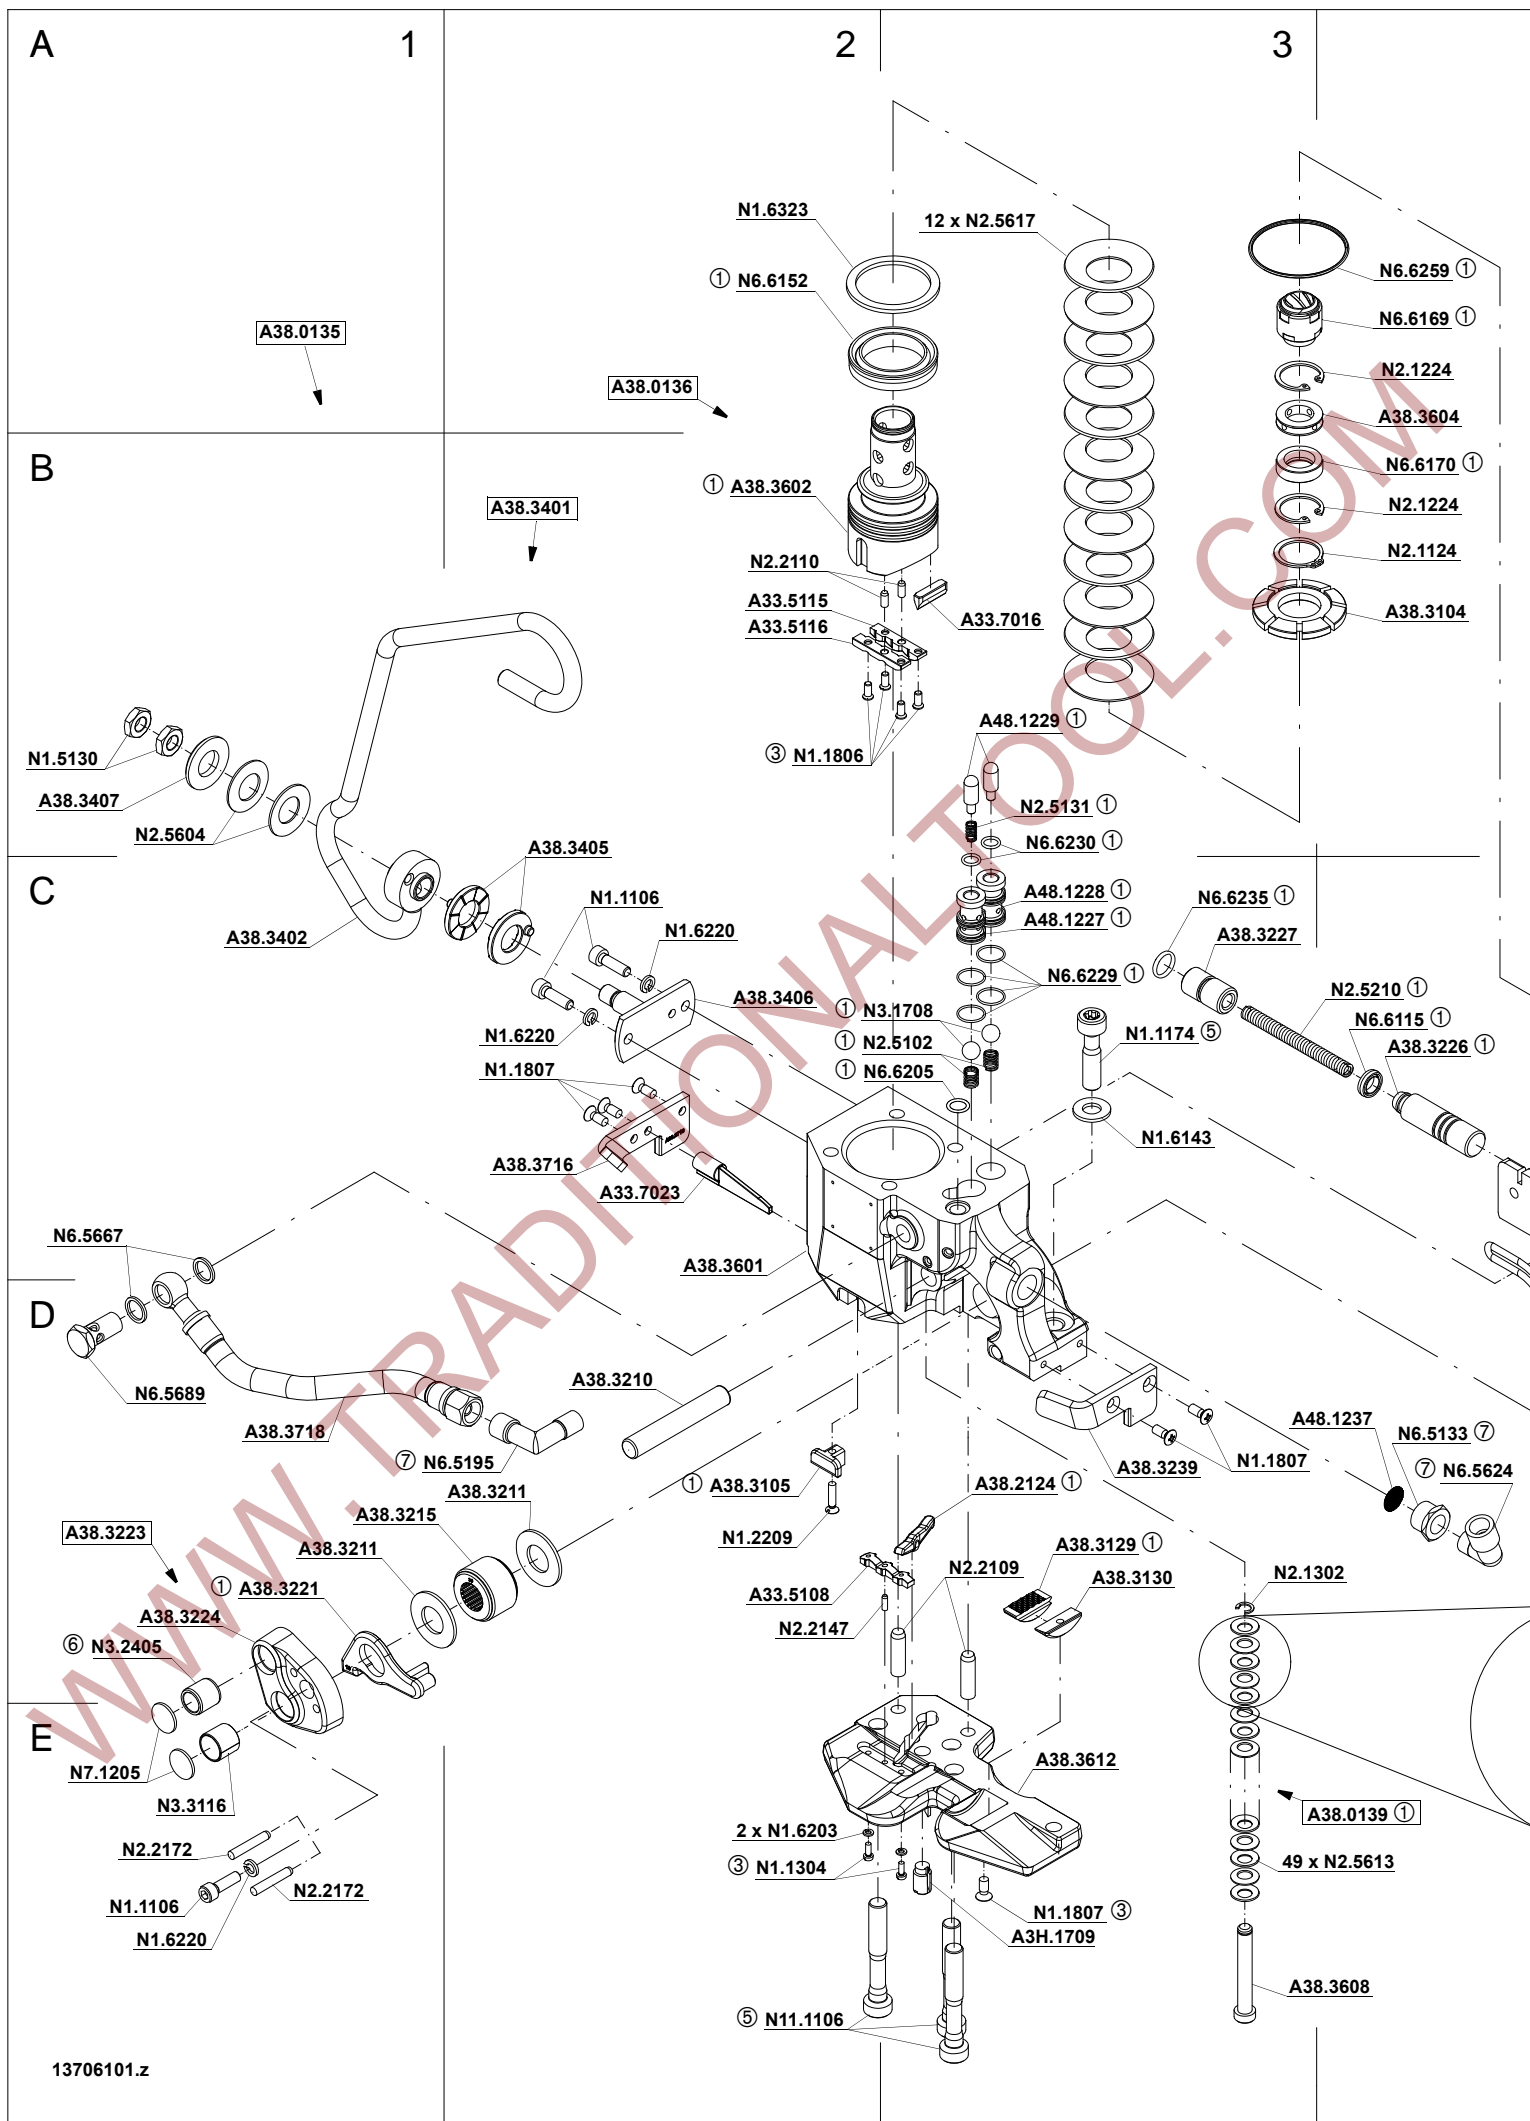 A 1 2 3
N1.6323
12 x N2.5617
① N6.6152
N6.6259 ①
N6.6169 ①
A38.0135
A38.0136
N2.1224
A38.3604
B
N6.6170 ①
① A38.3602
A38.3401
N2.1224
N2.1124
N2.2110
A33.5115
A33.5116
A33.7016
A38.3104
A48.1229 ①
N1.5130
③ N1.1806
A38.3407
N2.5131 ①
N2.5604
N6.6230 ①
A38.3405
C
N1.1106
A48.1228 ①
N6.6235 ①
A48.1227 ①
A38.3402
N1.6220
A38.3227
N6.6229 ①
A38.3406
N2.5210 ①
① N3.1708
N6.6115 ①
N1.6220
N1.1174 ⑤
① N2.5102
A38.3226 ①
N1.1807
① N6.6205
N1.6143
A38.3716
A33.7023
N6.5667
A38.3601
D
A38.3210
N6.5689
A38.3718
A48.1237
N6.5133 ⑦
⑦ N6.5195
N1.1807
⑦ N6.5624
A38.3239
① A38.3105
A38.2124 ①
A38.3211
A38.3215
N1.2209
A38.3223
A38.3211
A38.3129 ①
N2.2109
A38.3130
N2.1302
① A38.3221
A33.5108
A38.3224
N2.2147
⑥ N3.2405
E
N7.1205
A38.3612
N3.3116
A38.0139 ①
2 x N1.6203
N2.2172
③ N1.1304
49 x N2.5613
N2.2172
N1.1106
N1.1807 ③
N1.6220
A3H.1709
A38.3608
⑤ N11.1106
13706101.z
WWW.TRADITIONALTOOL.COM